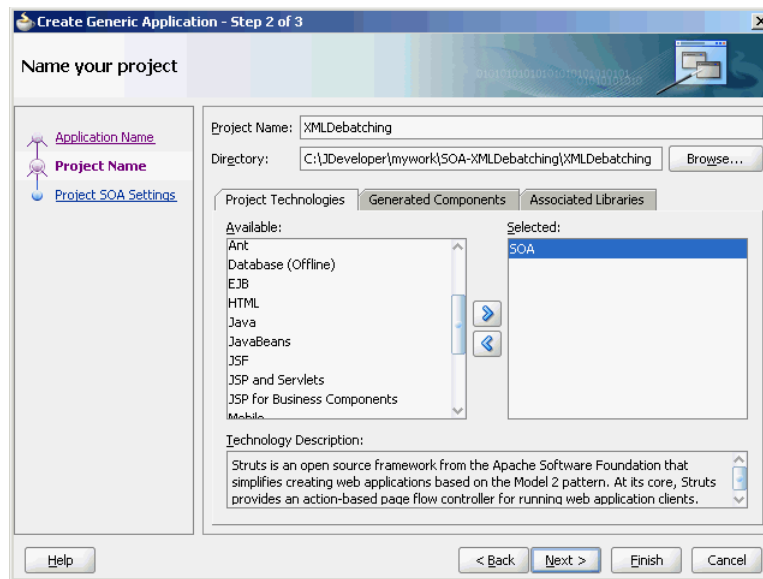 Create Generic Application - Step 2 of 3
Name your project
Application Name
Project Name
Project SOA Settings
Project Name: XMLDebatching
Directory: C:\JDeveloper\mywork\SOA-XMLDebatching\XMLDebatching Browse...
Project Technologies Generated Components Associated Libraries
Available: Selected:
Ant SOA
Database (Offline)
EJB
HTML
Java
JavaBeans
JSF
JSP and Servlets
JSP for Business Components
Mobile
Technology Description:
Struts is an open source framework from the Apache Software Foundation that
simplifies creating web applications based on the Model 2 pattern. At its core, Struts
provides an action-based page flow controller for running web application clients.
Help < Back Next > Finish Cancel